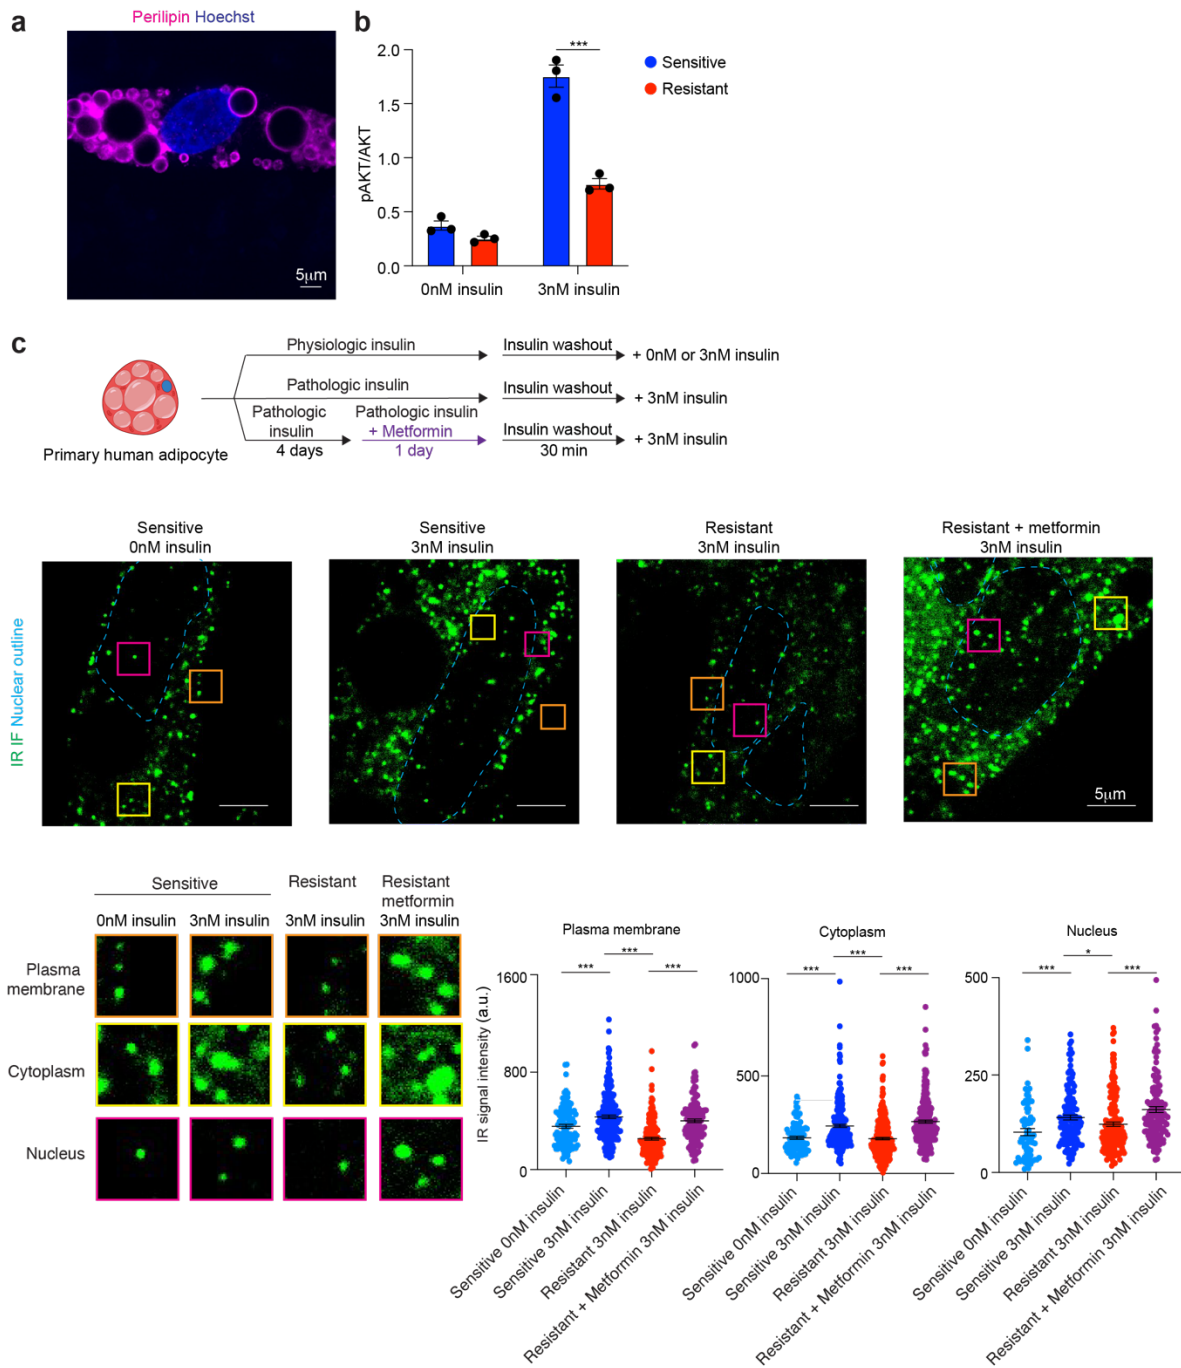 a
Perilipin Hoechst
5μm
b
2.0
1.5
1.0
0.5
0.0
pAKT/AKT
***
0nM insulin
3nM insulin
Sensitive
Resistant
c
Primary human adipocyte
Physiologic insulin
Insulin washout
+ 0nM or 3nM insulin
Pathologic insulin
Insulin washout
+ 3nM insulin
Pathologic
insulin
4 days
Pathologic insulin
+ Metformin
1 day
Insulin washout
30 min
+ 3nM insulin
IR IF Nuclear outline
Sensitive
0nM insulin
Sensitive
3nM insulin
Resistant
3nM insulin
Resistant + metformin
3nM insulin
5μm
Sensitive
Resistant
Resistant
metformin
0nM insulin
3nM insulin
3nM insulin
3nM insulin
Plasma
membrane
Cytoplasm
Nucleus
IR signal intensity (a.u.)
Plasma membrane
1600
800
0
***
***
***
Sensitive 0nM insulin
Sensitive 3nM insulin
Resistant 3nM insulin
Resistant + Metformin 3nM insulin
Cytoplasm
1000
500
0
***
***
***
Sensitive 0nM insulin
Sensitive 3nM insulin
Resistant 3nM insulin
Resistant + Metformin 3nM insulin
Nucleus
500
250
0
***
*
***
Sensitive 0nM insulin
Sensitive 3nM insulin
Resistant 3nM insulin
Resistant + Metformin 3nM insulin